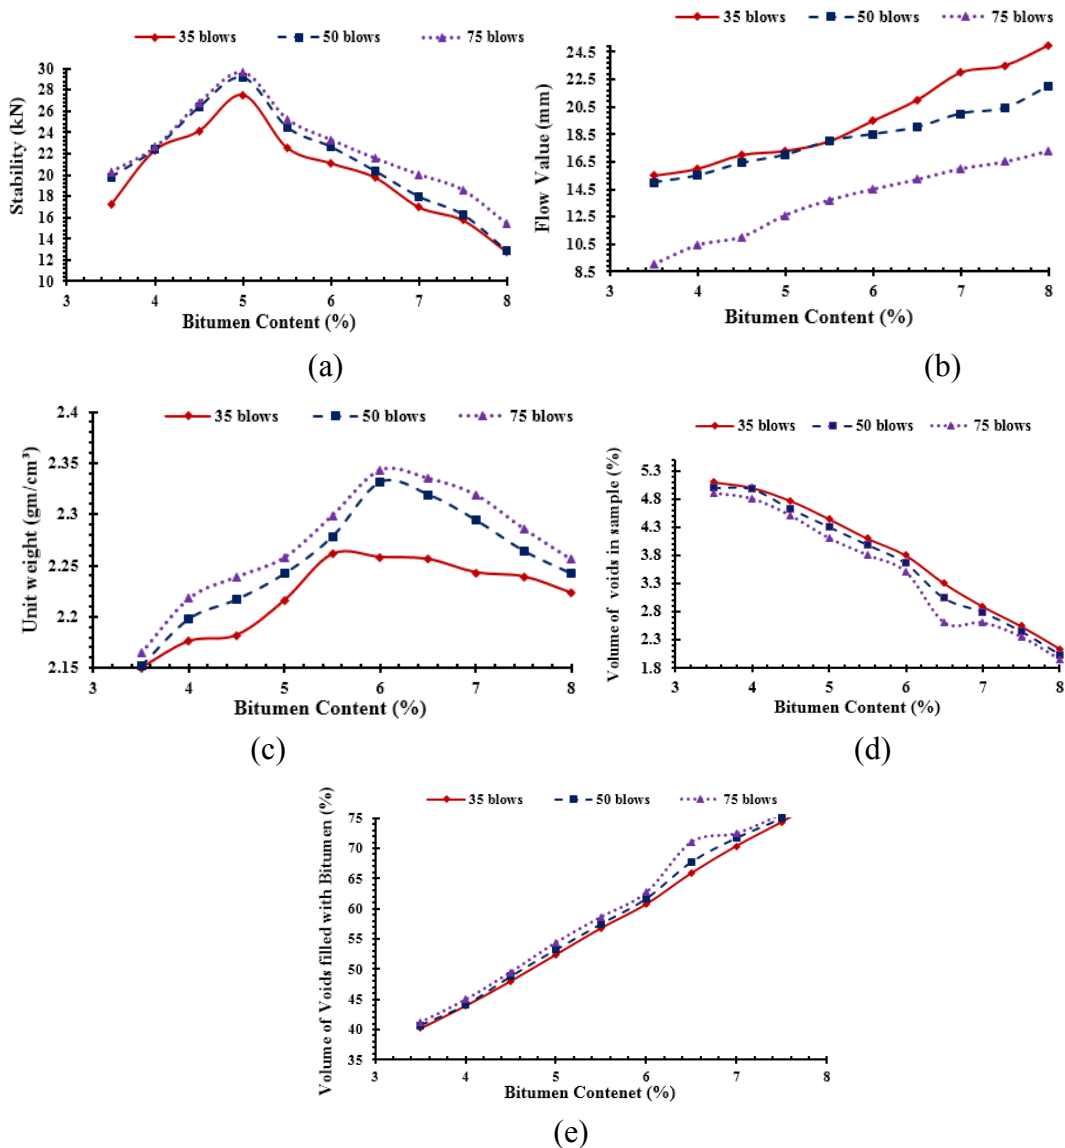 35 blows 50 blows 75 blows
Stability (kN)
30
28
26
24
22
20
18
16
14
12
10
3 4 5 6 7 8
Bitumen Content (%)
(a)
35 blows 50 blows 75 blows
Flow Value (mm)
24.5
22.5
20.5
18.5
16.5
14.5
12.5
10.5
8.5
3 4 5 6 7 8
Bitumen Content (%)
(b)
35 blows 50 blows 75 blows
Unit weight (gm/cm³)
2.4
2.35
2.3
2.25
2.2
2.15
3 4 5 6 7 8
Bitumen Content (%)
(c)
35 blows 50 blows 75 blows
Volume of voids in sample (%)
5.3
4.8
4.3
3.8
3.3
2.8
2.3
1.8
3 4 5 6 7 8
Bitumen Content (%)
(d)
35 blows 50 blows 75 blows
Volume of Voids filled with Bitumen (%)
75
70
65
60
55
50
45
40
35
3 4 5 6 7 8
Bitumen Contenet (%)
(e)